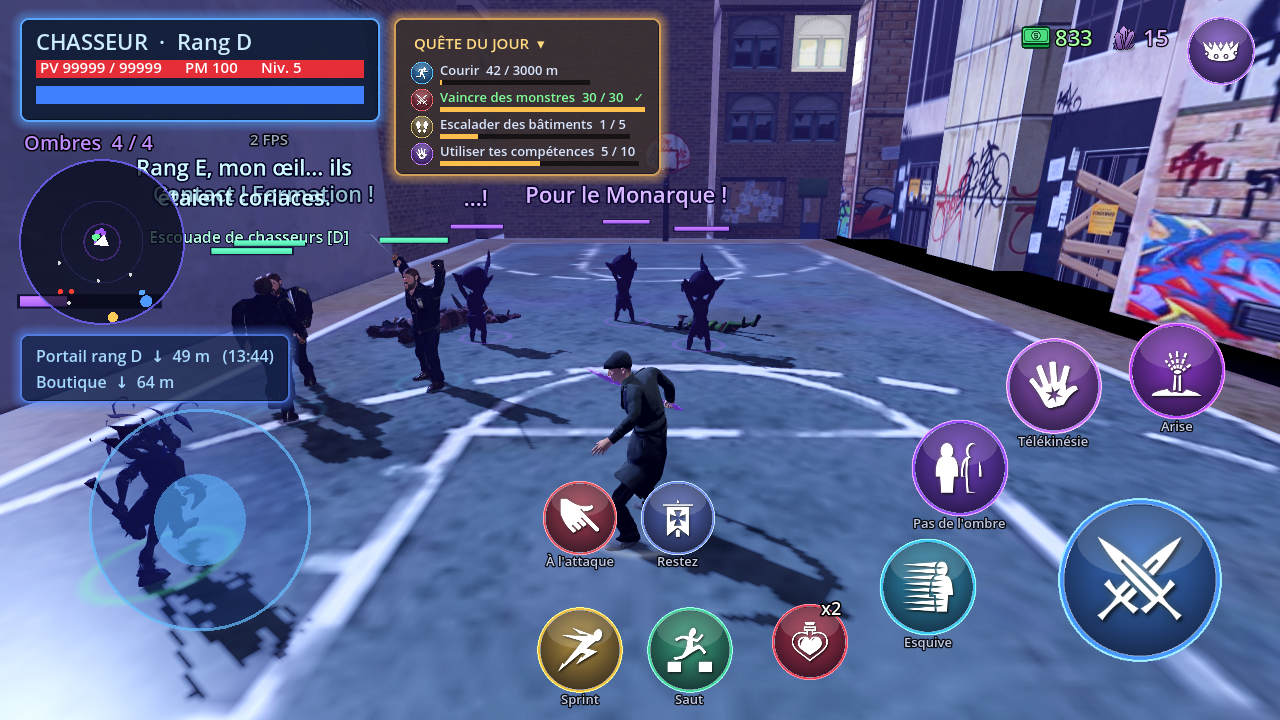 CHASSEUR · Rang D
PV 99999 / 99999 PM 100 Niv. 5
QUÊTE DU JOUR ▼
Courir 42 / 3000 m
Vaincre des monstres 30 / 30 ✓
Escalader des bâtiments 1 / 5
Utiliser tes compétences 5 / 10
833
15
Ombres 4 / 4
2 FPS
Rang E, mon œil... ils
étaient coriaces.
Contact ! Formation !
...!
Pour le Monarque !
Escouade de chasseurs [D]
Portail rang D ↓ 49 m (13:44)
Boutique ↓ 64 m
Télékinésie
Arise
Pas de l'ombre
À l'attaque
Restez
x2
Esquive
Sprint
Saut